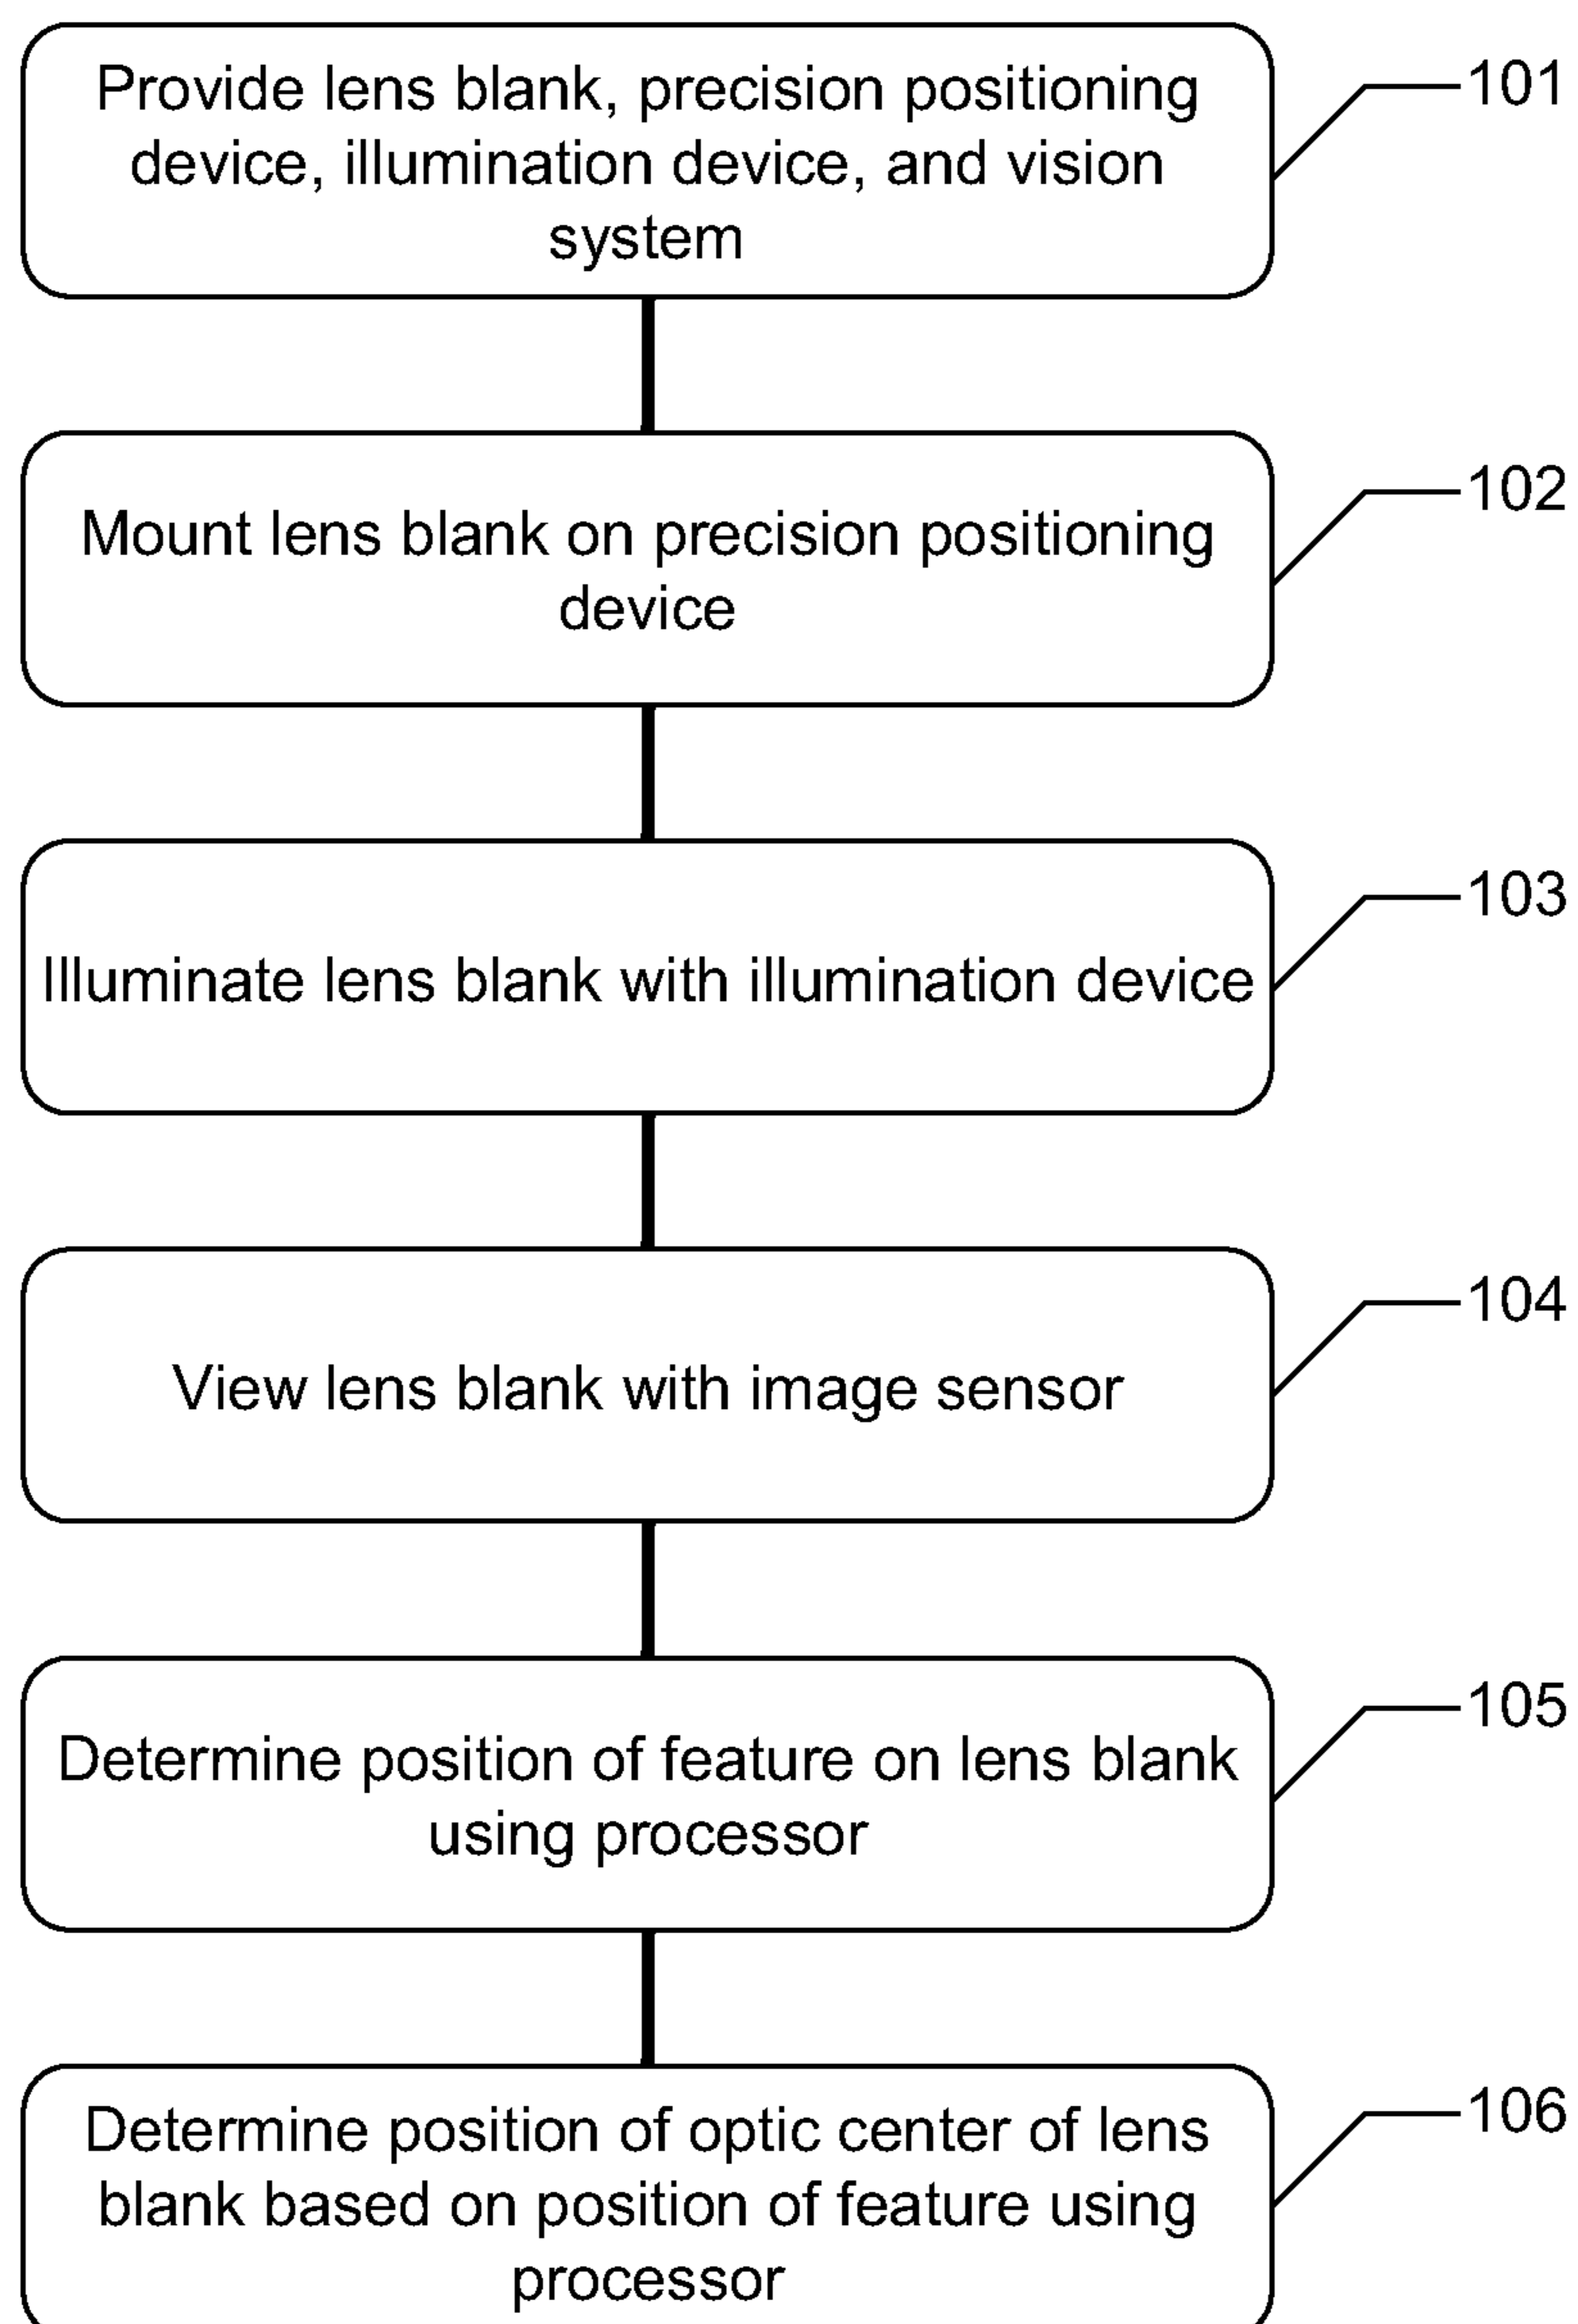 Provide lens blank, precision positioning
device, illumination device, and vision
system
101
Mount lens blank on precision positioning
device
102
Illuminate lens blank with illumination device
103
View lens blank with image sensor
104
Determine position of feature on lens blank
using processor
105
Determine position of optic center of lens
blank based on position of feature using
processor
106